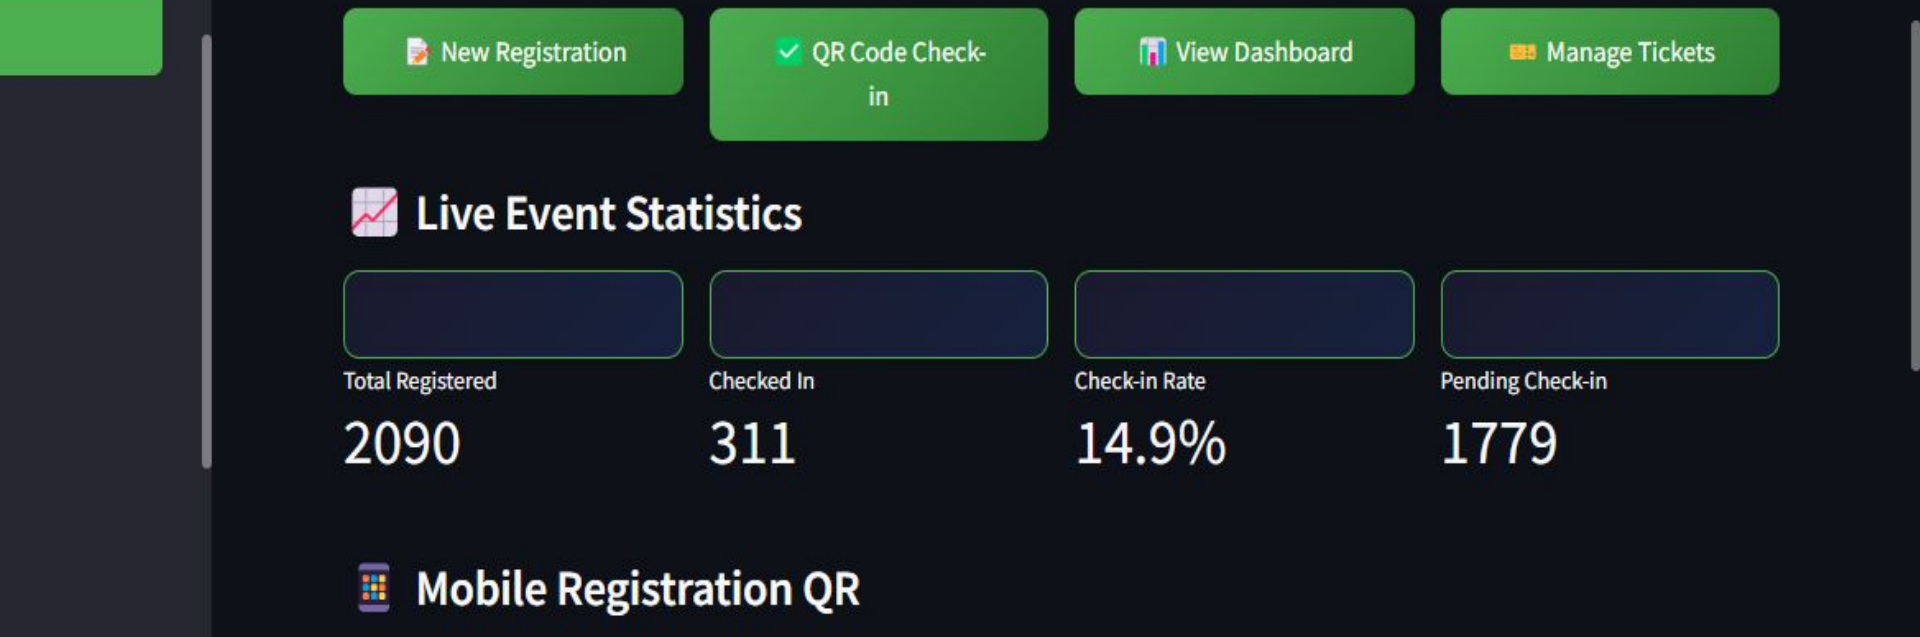 New Registration
QR Code Check-
in
View Dashboard
Manage Tickets
Live Event Statistics
Total Registered
2090
Checked In
311
Check-in Rate
14.9%
Pending Check-in
1779
Mobile Registration QR